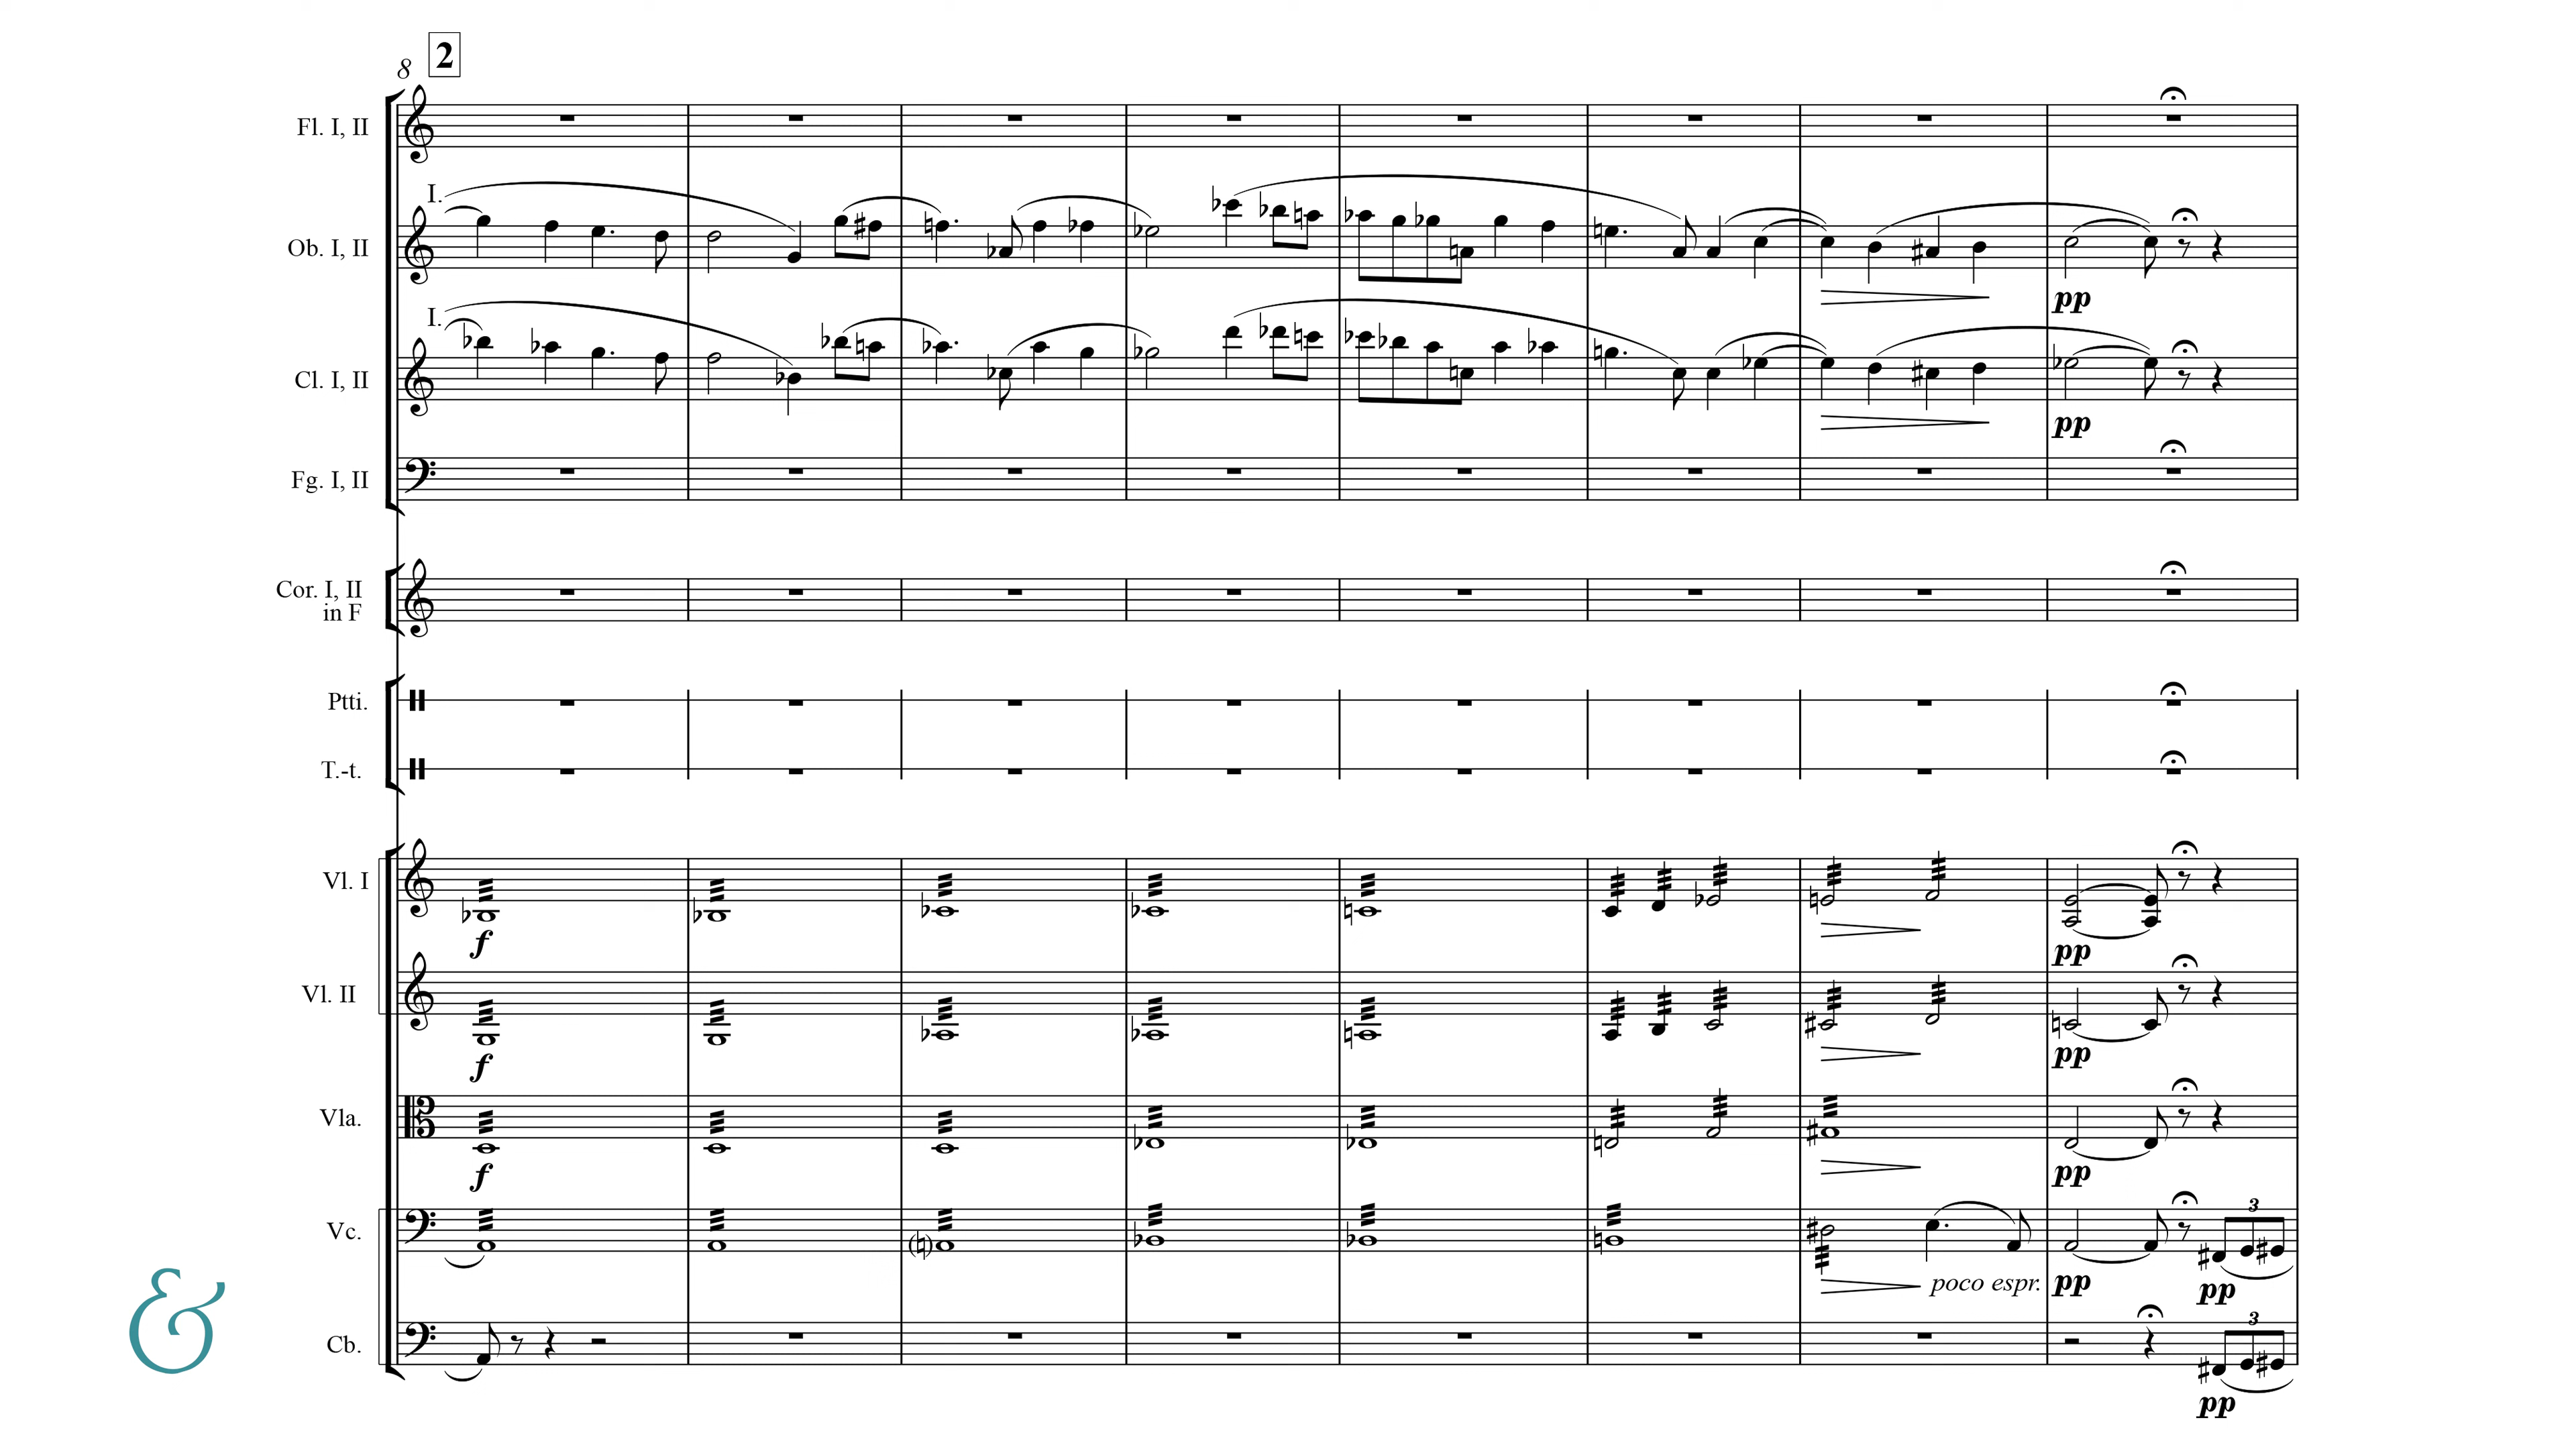 8 2
Fl. I, II
I.
Ob. I, II
pp
I.
Cl. I, II
pp
Fg. I, II
Cor. I, II
in F
Ptti.
T.-t.
Vl. I
f
pp
Vl. II
f
pp
Vla.
f
pp
3
Vc.
poco espr. pp pp
3
Cb.
pp
&